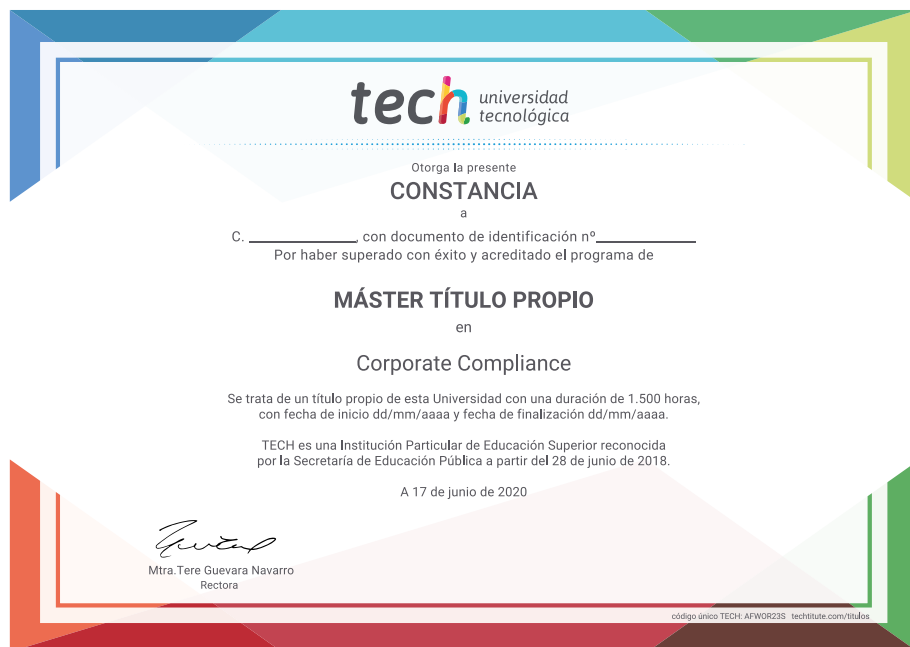 tech universidad
tecnológica
Otorga la presente
CONSTANCIA
a
C. ____________, con documento de identificación nº___________
Por haber superado con éxito y acreditado el programa de
MÁSTER TÍTULO PROPIO
en
Corporate Compliance
Se trata de un título propio de esta Universidad con una duración de 1.500 horas,
con fecha de inicio dd/mm/aaaa y fecha de finalización dd/mm/aaaa.
TECH es una Institución Particular de Educación Superior reconocida
por la Secretaría de Educación Pública a partir del 28 de junio de 2018.
A 17 de junio de 2020
Mtra.Tere Guevara Navarro
Rectora
código único TECH: AFWOR23S techtitute.com/titulos